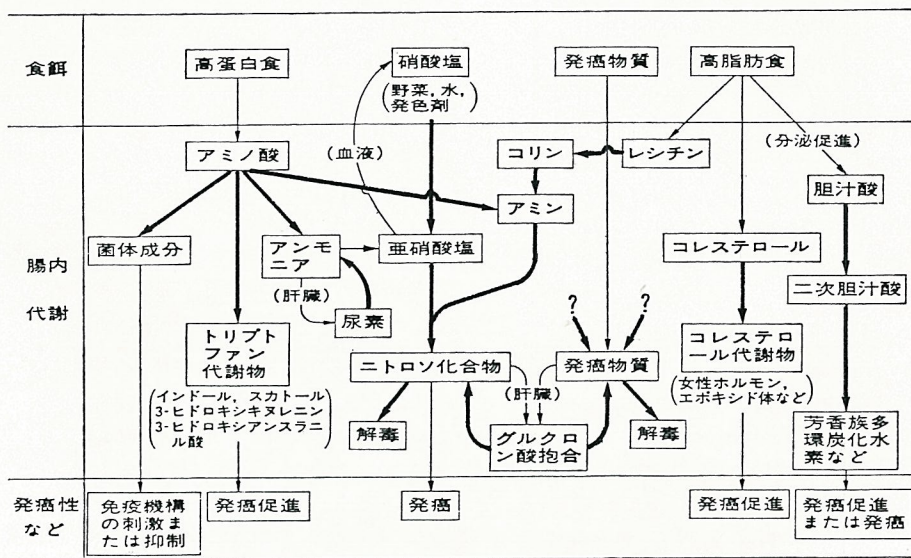 食餌
高蛋白食
硝酸塩
(野菜,水,
発色剤)
発癌物質
高脂肪食
腸内
代謝
アミノ酸
(血液)
コリン
レシチン
(分泌促進)
胆汁酸
アミン
菌体成分
アンモ
ニア
亜硝酸塩
コレステロール
(肝臓)
尿素
二次胆汁酸
?
?
トリプト
ファン
代謝物
(インドール,スカトール
3-ヒドロキシキヌレニン
3-ヒドロキシアンスラニ
ル酸)
ニトロソ化合物
発癌物質
コレステロ
ール代謝物
(女性ホルモン,
エポキシド体など)
(肝臓)
解毒
グルクロ
ン酸抱合
解毒
芳香族多
環炭化水
素など
発癌性
など
免疫機構
の刺激ま
たは抑制
発癌促進
発癌
発癌促進
発癌促進
または発癌